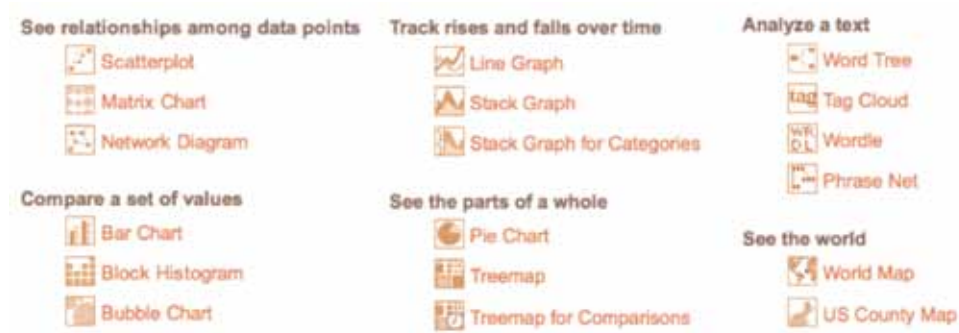 See relationships among data points
Scatterplot
Matrix Chart
Network Diagram
Compare a set of values
Bar Chart
Block Histogram
Bubble Chart
Track rises and falls over time
Line Graph
Stack Graph
Stack Graph for Categories
See the parts of a whole
Pie Chart
Treemap
Treemap for Comparisons
Analyze a text
Word Tree
tag Tag Cloud
Wordle
Phrase Net
See the world
World Map
US County Map